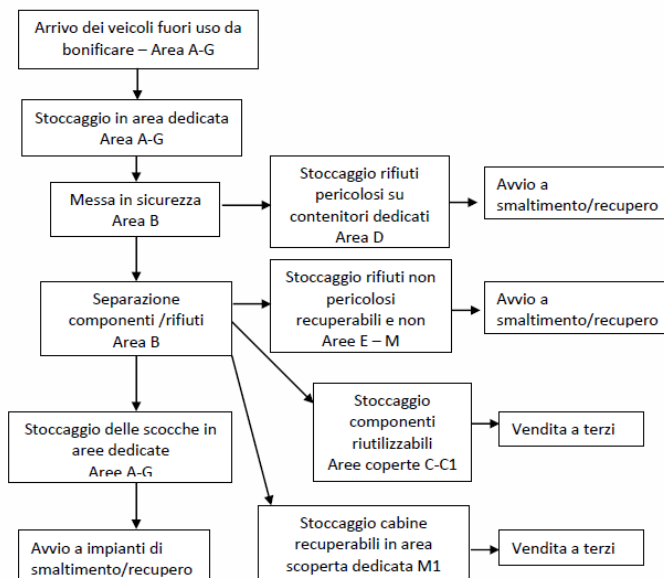 Arrivo dei veicoli fuori uso da
bonificare – Area A-G
Stoccaggio in area dedicata
Area A-G
Messa in sicurezza
Area B
Stoccaggio rifiuti
pericolosi su
contenitori dedicati
Area D
Avvio a
smaltimento/recupero
Separazione
componenti /rifiuti
Area B
Stoccaggio rifiuti non
pericolosi
recuperabili e non
Aree E – M
Avvio a
smaltimento/recupero
Stoccaggio
componenti
riutilizzabili
Aree coperte C-C1
Vendita a terzi
Stoccaggio delle scocche in
aree dedicate
Aree A-G
Stoccaggio cabine
recuperabili in area
scoperta dedicata M1
Vendita a terzi
Avvio a impianti di
smaltimento/recupero